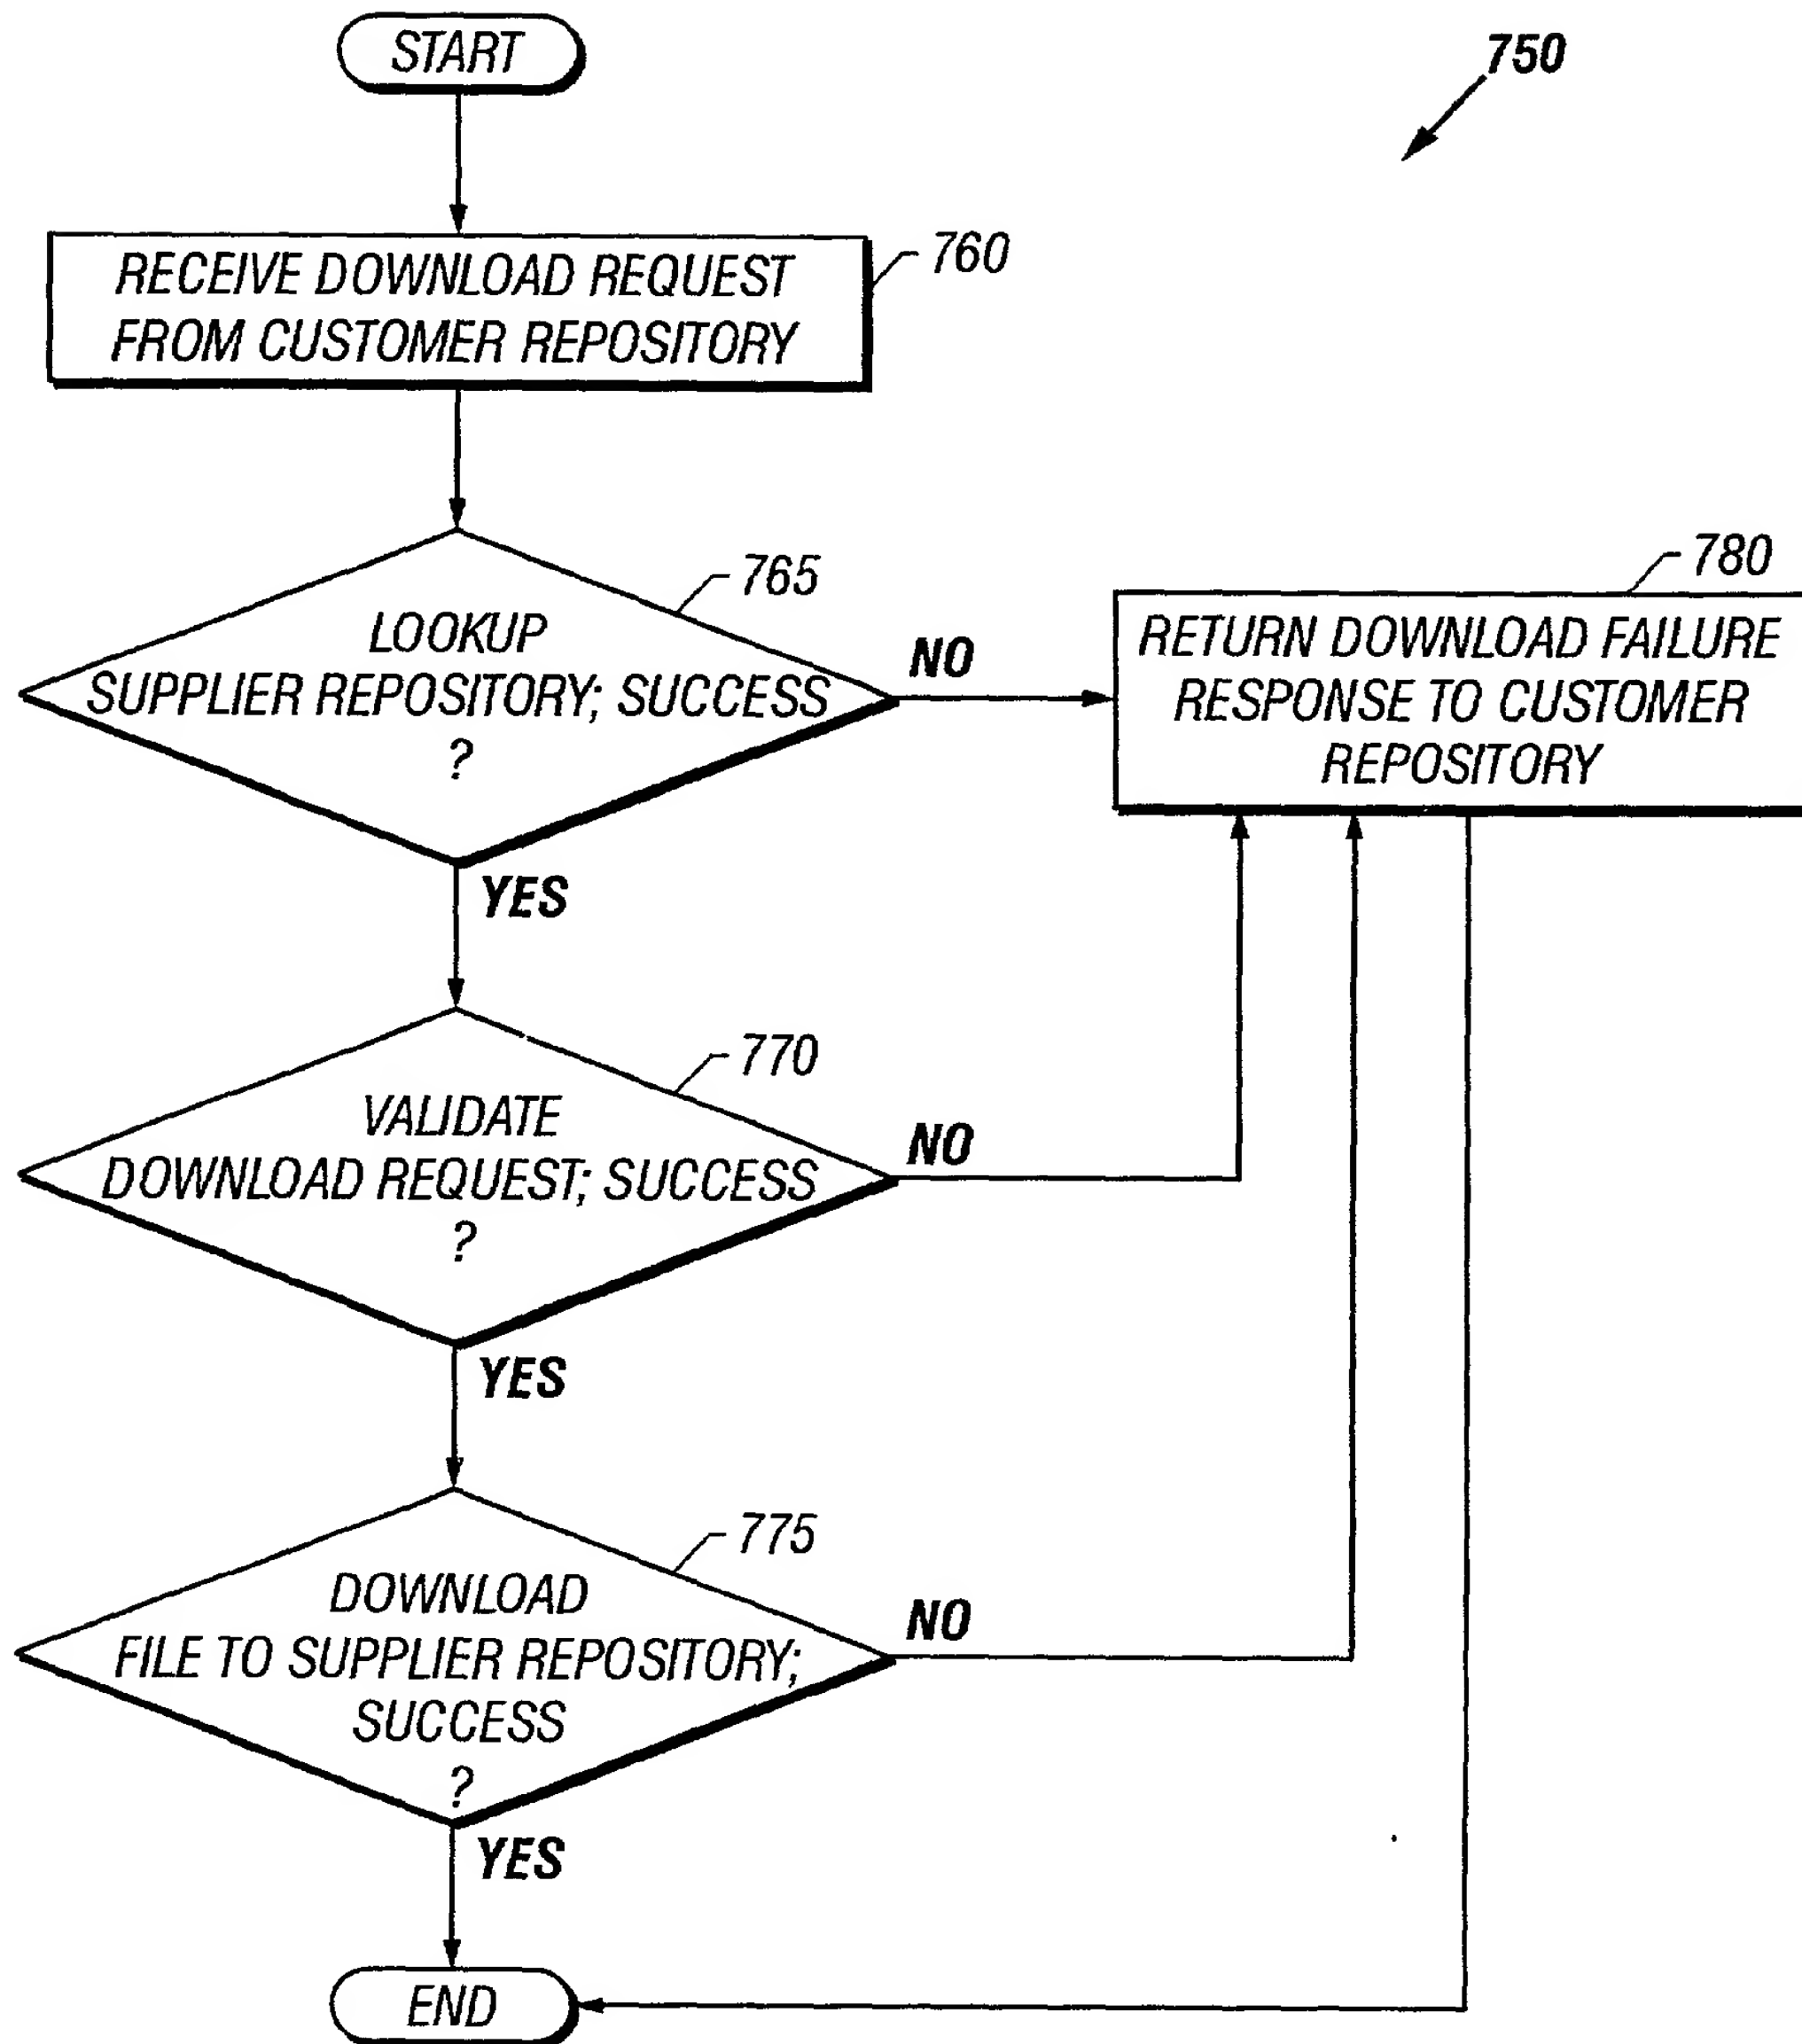 START
750
RECEIVE DOWNLOAD REQUEST
FROM CUSTOMER REPOSITORY
760
LOOKUP
SUPPLIER REPOSITORY; SUCCESS
?
765
NO
780
RETURN DOWNLOAD FAILURE
RESPONSE TO CUSTOMER
REPOSITORY
YES
VALIDATE
DOWNLOAD REQUEST; SUCCESS
?
770
NO
YES
DOWNLOAD
FILE TO SUPPLIER REPOSITORY;
SUCCESS
?
775
NO
YES
END